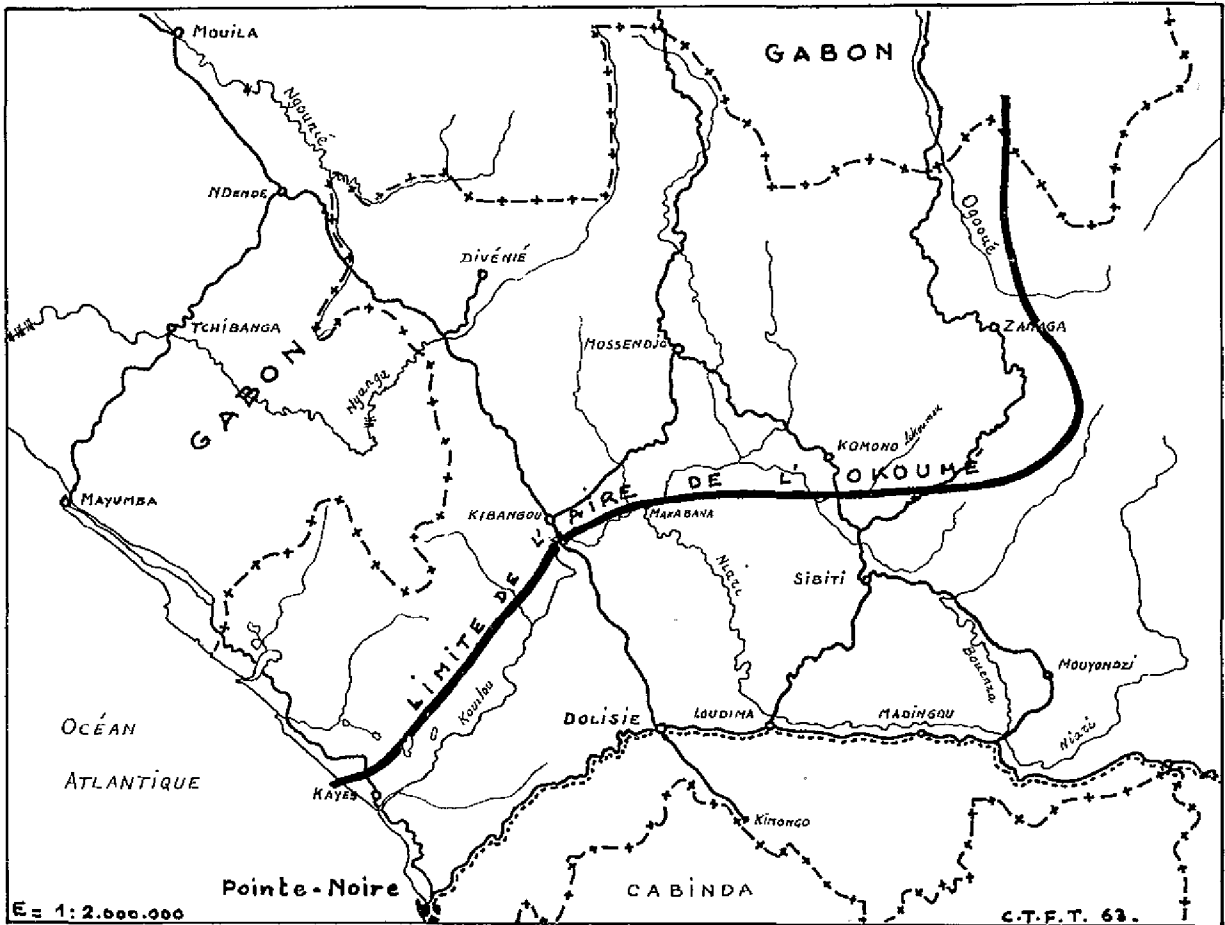 MOUILA
GABON
Ngounié
NDENDE
Ogooué
DIVÉNIÉ
TCHIBANGA
ZANAGA
MOSSENDJO
GABON
Nyanga
KOMONO
MAYUMBA
KIBANGOU
MAKABANA
LIMITE DE L'AIRE DE L'OKOUMÉ
Niari
SIBITI
Bouenza
MOUYONDZI
Kouilou
DOLISIE
LOUDIMA
MADINGOU
Niari
OCÉAN
ATLANTIQUE
KAYES
KIMONGO
Pointe-Noire
CABINDA
E = 1:2.000.000
C.T.F.T. 63.